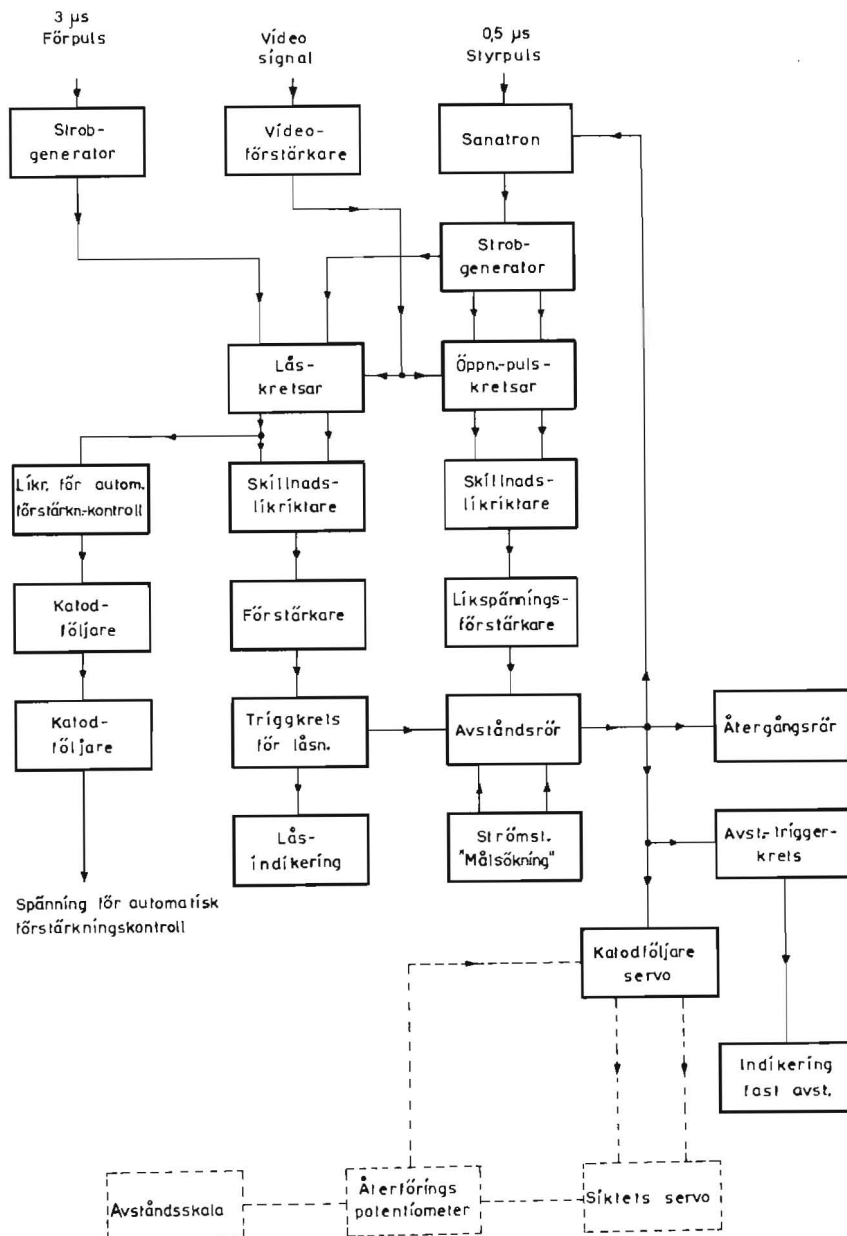 3 µs
Förpuls
Video
signal
0,5 µs
Styrpuls
Strob-
generator
Video-
förstärkare
Sanatron
Strob-
generator
Lås-
kretsar
Öppn.-puls-
kretsar
Likr. för autom.
förstärkn.-kontroll
Skillnads-
likriktare
Skillnads-
likriktare
Katod-
följare
Förstärkare
Likspännings-
förstärkare
Katod-
följare
Triggkrets
för låsn.
Avståndsrör
Återgångsrör
Lås-
indikering
Strömst.
"Målsökning"
Avst.-trigger-
krets
Spänning för automatisk
förstärkningskontroll
Katodföljare
servo
Indikering
fast avst.
Avståndsskala
Återförings
potentiometer
Siktets servo